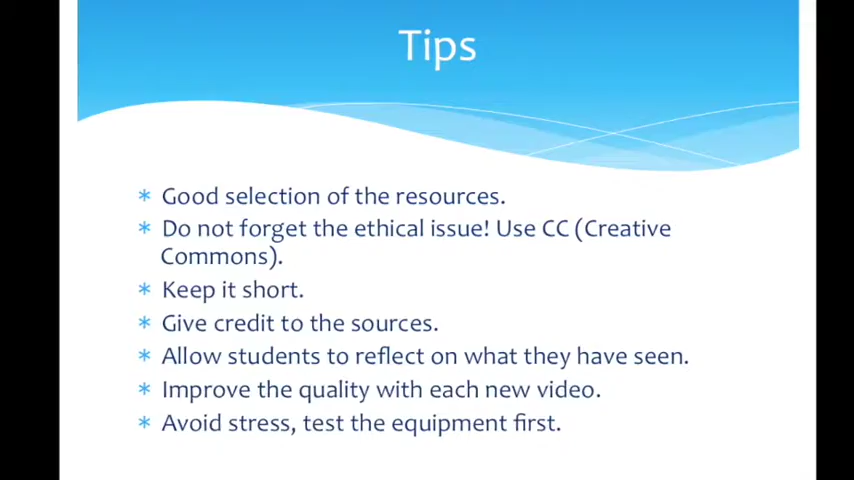 Tips
* Good selection of the resources.
* Do not forget the ethical issue! Use CC (Creative
Commons).
* Keep it short.
* Give credit to the sources.
* Allow students to reflect on what they have seen.
* Improve the quality with each new video.
* Avoid stress, test the equipment first.